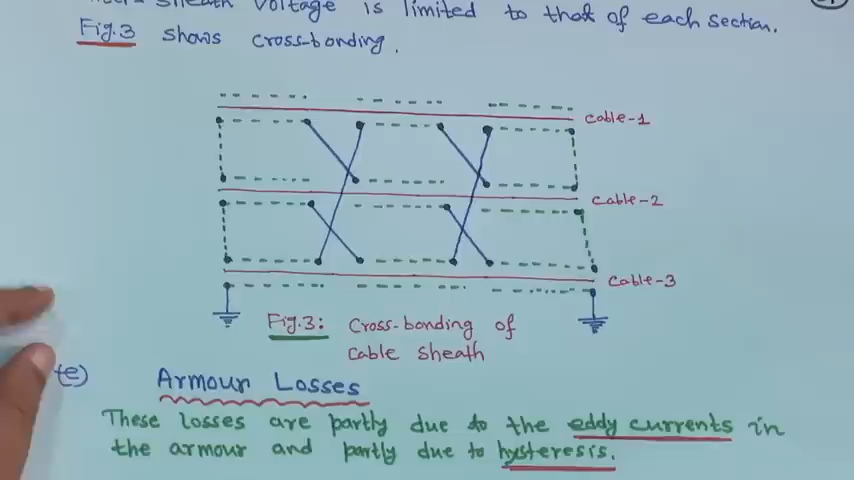 sheath voltage is limited to that of each section.
Fig.3 shows cross-bonding.
Cable-1
Cable-2
Cable-3
Fig.3: Cross-bonding of
cable sheath
(e) Armour Losses
These losses are partly due to the eddy currents in
the armour and partly due to hysteresis.